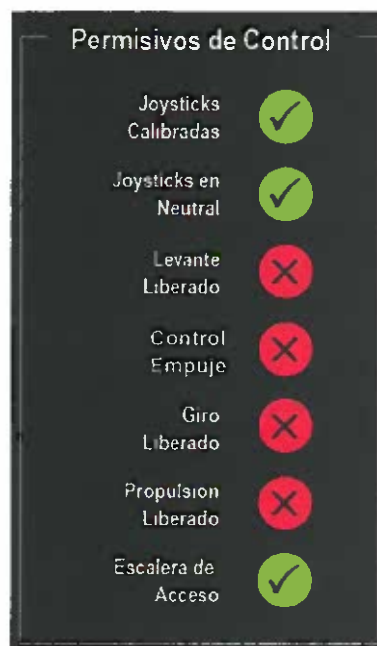 Permisivos de Control
Joysticks
Calibradas
Joysticks en
Neutral
Levante
Liberado
Control
Empuje
Giro
Liberado
Propulsion
Liberado
Escalera de
Acceso